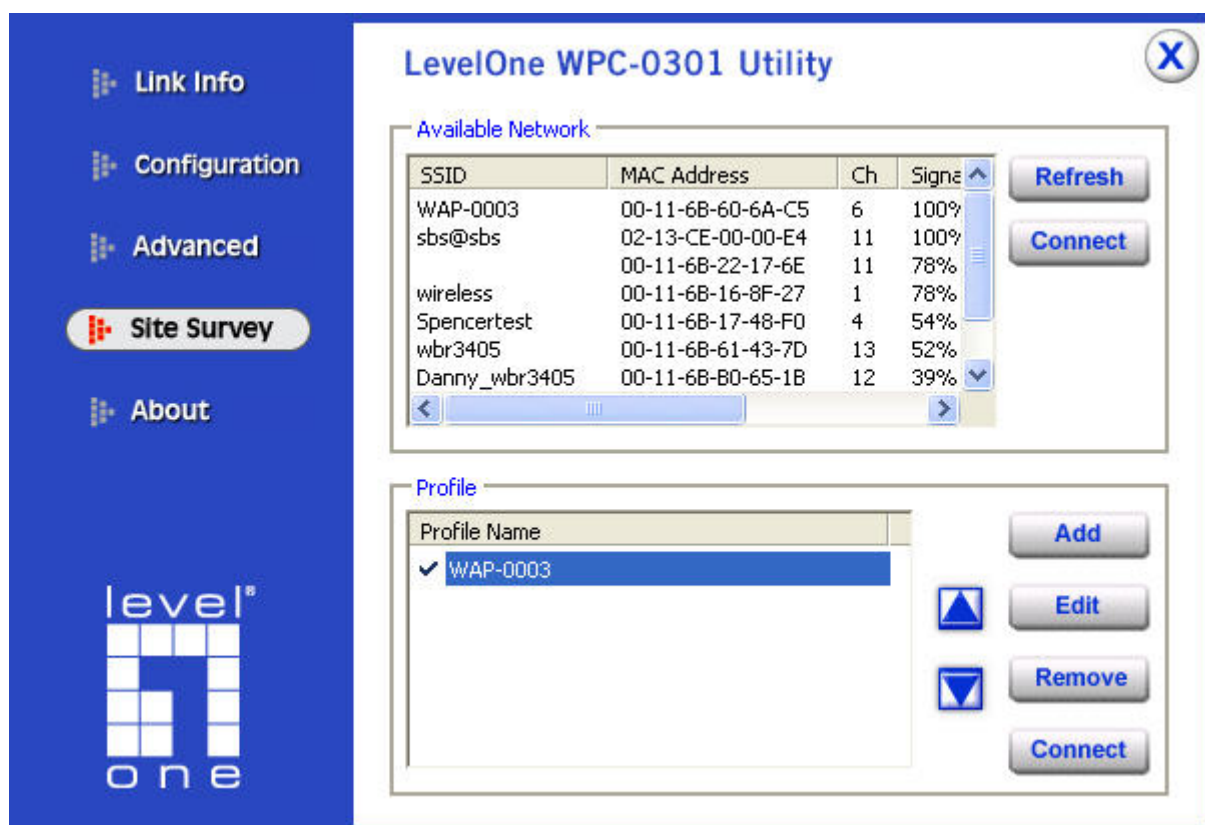 LevelOne WPC-0301 Utility
X
Link Info
Configuration
Advanced
Site Survey
About
level®
one
Available Network
SSID MAC Address Ch Signa
WAP-0003 00-11-6B-60-6A-C5 6 100%
sbs@sbs 02-13-CE-00-00-E4 11 100%
00-11-6B-22-17-6E 11 78%
wireless 00-11-6B-16-8F-27 1 78%
Spencertest 00-11-6B-17-48-F0 4 54%
wbr3405 00-11-6B-61-43-7D 13 52%
Danny_wbr3405 00-11-6B-B0-65-1B 12 39%
Refresh
Connect
Profile
Profile Name
WAP-0003
Add
Edit
Remove
Connect